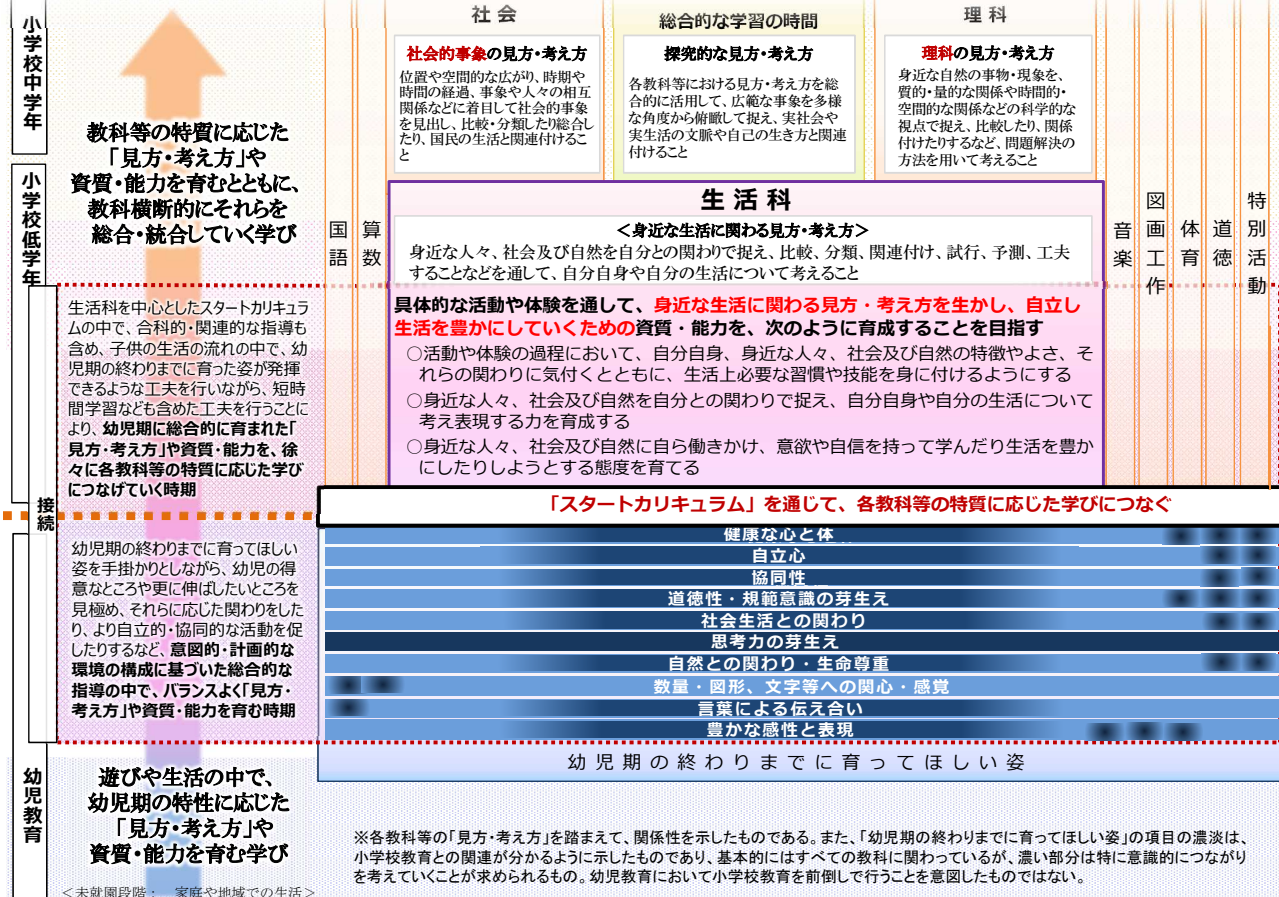 小学校中学年
小学校低学年
接続
幼児教育
教科等の特質に応じた
「見方・考え方」や
資質・能力を育むとともに、
教科横断的にそれらを
総合・統合していく学び
生活科を中心としたスタートカリキュラ
ムの中で、合科的・関連的な指導も
含め、子供の生活の流れの中で、幼
児期の終わりまでに育った姿が発揮
できるような工夫を行いながら、短時
間学習なども含めた工夫を行うことに
より、幼児期に総合的に育まれた「
見方・考え方」や資質・能力を、徐
々に各教科等の特質に応じた学び
につなげていく時期
幼児期の終わりまでに育ってほしい
姿を手掛かりとしながら、幼児の得
意なところや更に伸ばしたいところを
見極め、それらに応じた関わりをした
り、より自立的・協同的な活動を促
したりするなど、意図的・計画的な
環境の構成に基づいた総合的な
指導の中で、バランスよく「見方・
考え方」や資質・能力を育む時期
遊びや生活の中で、
幼児期の特性に応じた
「見方・考え方」や
資質・能力を育む学び
<未就園段階: 家庭や地域での生活>
社会
社会的事象の見方・考え方
位置や空間的な広がり、時期や
時間の経過、事象や人々の相互
関係などに着目して社会的事象
を見出し、比較・分類したり総合し
たり、国民の生活と関連付けるこ
と
総合的な学習の時間
探究的な見方・考え方
各教科等における見方・考え方を総
合的に活用して、広範な事象を多様
な角度から俯瞰して捉え、実社会や
実生活の文脈や自己の生き方と関連
付けること
理科
理科の見方・考え方
身近な自然の事物・現象を、
質的・量的な関係や時間的・
空間的な関係などの科学的な
視点で捉え、比較したり、関係
付けたりするなど、問題解決の
方法を用いて考えること
国語
算数
生活科
<身近な生活に関わる見方・考え方>
身近な人々、社会及び自然を自分との関わりで捉え、比較、分類、関連付け、試行、予測、工夫
することなどを通して、自分自身や自分の生活について考えること
音楽
図画工作
体育
道徳
特別活動
具体的な活動や体験を通して、身近な生活に関わる見方・考え方を生かし、自立し
生活を豊かにしていくための資質・能力を、次のように育成することを目指す
○活動や体験の過程において、自分自身、身近な人々、社会及び自然の特徴やよさ、そ
れらの関わりに気付くとともに、生活上必要な習慣や技能を身に付けるようにする
○身近な人々、社会及び自然を自分との関わりで捉え、自分自身や自分の生活について
考え表現する力を育成する
○身近な人々、社会及び自然に自ら働きかけ、意欲や自信を持って学んだり生活を豊か
にしたりしようとする態度を育てる
「スタートカリキュラム」を通じて、各教科等の特質に応じた学びにつなぐ
健康な心と体
自立心
協同性
道徳性・規範意識の芽生え
社会生活との関わり
思考力の芽生え
自然との関わり・生命尊重
数量・図形、文字等への関心・感覚
言葉による伝え合い
豊かな感性と表現
幼児期の終わりまでに育ってほしい姿
※各教科等の「見方・考え方」を踏まえて、関係性を示したものである。また、「幼児期の終わりまでに育ってほしい姿」の項目の濃淡は、
小学校教育との関連が分かるように示したものであり、基本的にはすべての教科に関わっているが、濃い部分は特に意識的につながり
を考えていくことが求められるもの。幼児教育において小学校教育を前倒しで行うことを意図したものではない。